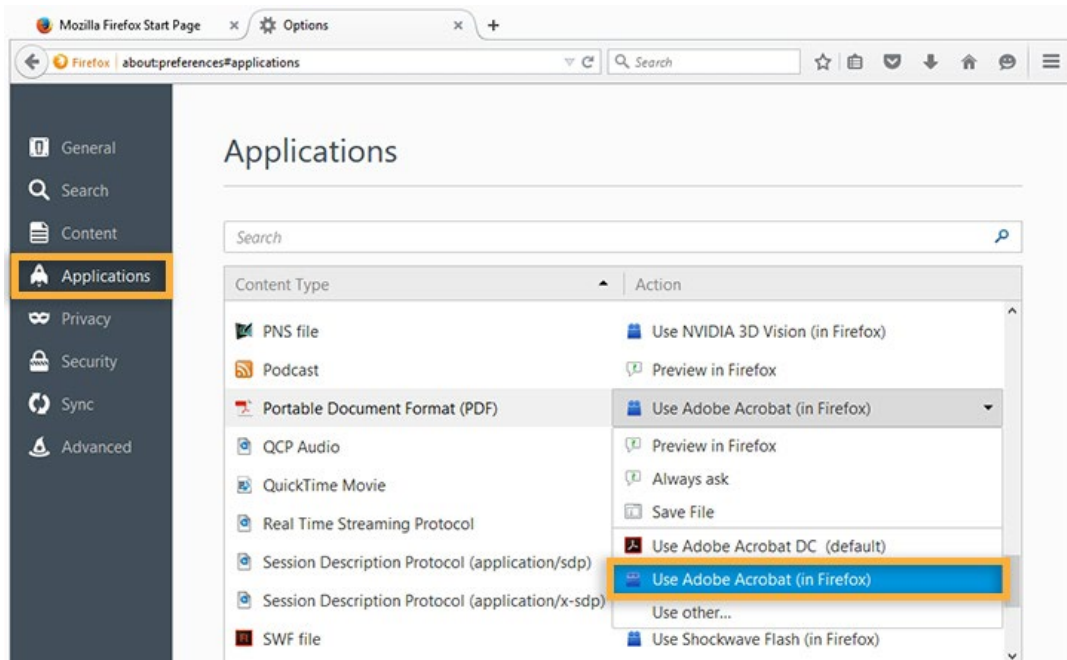 Mozilla Firefox Start Page × Options × +
Firefox about:preferences#applications Search
General
Search
Content
Applications
Privacy
Security
Sync
Advanced
Applications
Search
Content Type Action
PNS file Use NVIDIA 3D Vision (in Firefox)
Podcast Preview in Firefox
Portable Document Format (PDF) Use Adobe Acrobat (in Firefox)
QCP Audio Preview in Firefox
QuickTime Movie Always ask
Save File
Real Time Streaming Protocol
Use Adobe Acrobat DC (default)
Session Description Protocol (application/sdp)
Use Adobe Acrobat (in Firefox)
Session Description Protocol (application/x-sdp)
Use other...
SWF file Use Shockwave Flash (in Firefox)